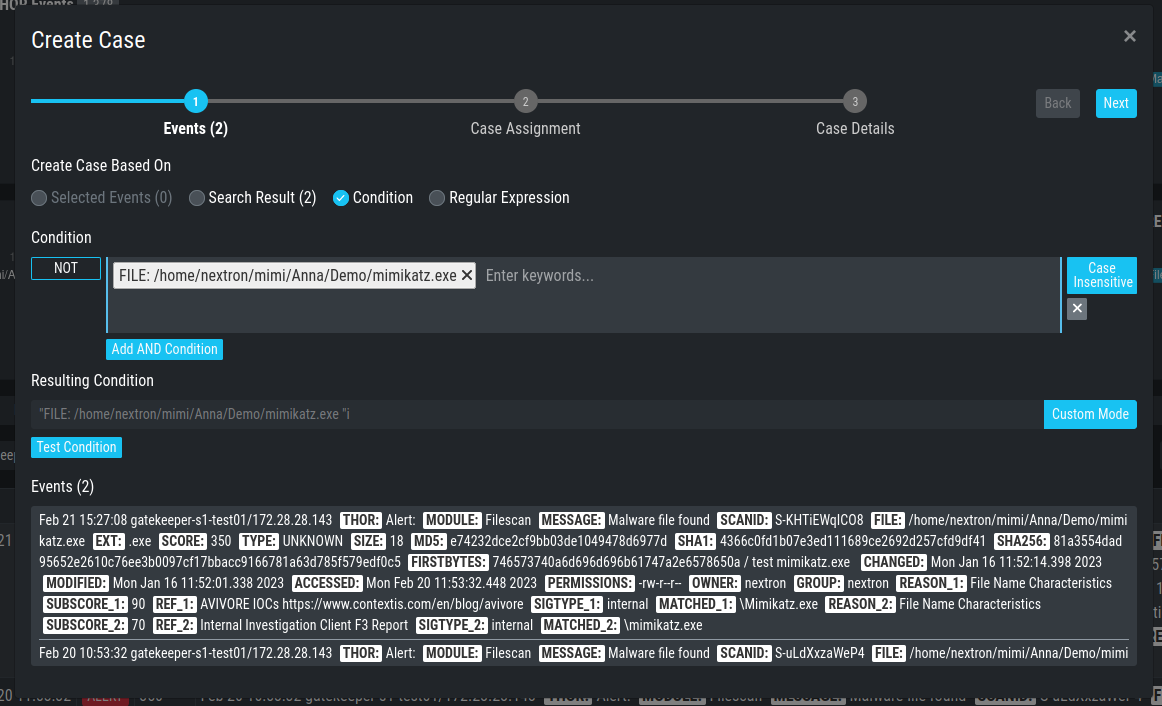 THOR Events 1,278
Create Case
×
1 2 3 Back Next
Events (2) Case Assignment Case Details
Create Case Based On
Selected Events (0) Search Result (2) Condition Regular Expression
Condition
NOT FILE: /home/nextron/mimi/Anna/Demo/mimikatz.exe ✕ Enter keywords... Case
Insensitive
✕
Add AND Condition
Resulting Condition
"FILE: /home/nextron/mimi/Anna/Demo/mimikatz.exe "i Custom Mode
Test Condition
Events (2)
Feb 21 15:27:08 gatekeeper-s1-test01/172.28.28.143 THOR: Alert: MODULE: Filescan MESSAGE: Malware file found SCANID: S-KHTiEWqICO8 FILE: /home/nextron/mimi/Anna/Demo/mimi
katz.exe EXT: .exe SCORE: 350 TYPE: UNKNOWN SIZE: 18 MD5: e74232dce2cf9bb03de1049478d6977d SHA1: 4366c0fd1b07e3ed111689ce2692d257cfd9df41 SHA256: 81a3554dad
95652e2610c76ee3b0097cf17bbacc9166781a63d785f579edf0c5 FIRSTBYTES: 746573740a6d696d696b61747a2e6578650a / test mimikatz.exe CHANGED: Mon Jan 16 11:52:14.398 2023
MODIFIED: Mon Jan 16 11:52:01.338 2023 ACCESSED: Mon Feb 20 11:53:32.448 2023 PERMISSIONS: -rw-r--r-- OWNER: nextron GROUP: nextron REASON_1: File Name Characteristics
SUBSCORE_1: 90 REF_1: AVIVORE IOCs https://www.contextis.com/en/blog/avivore SIGTYPE_1: internal MATCHED_1: \Mimikatz.exe REASON_2: File Name Characteristics
SUBSCORE_2: 70 REF_2: Internal Investigation Client F3 Report SIGTYPE_2: internal MATCHED_2: \mimikatz.exe
Feb 20 10:53:32 gatekeeper-s1-test01/172.28.28.143 THOR: Alert: MODULE: Filescan MESSAGE: Malware file found SCANID: S-uLdXxzaWeP4 FILE: /home/nextron/mimi/Anna/Demo/mimi